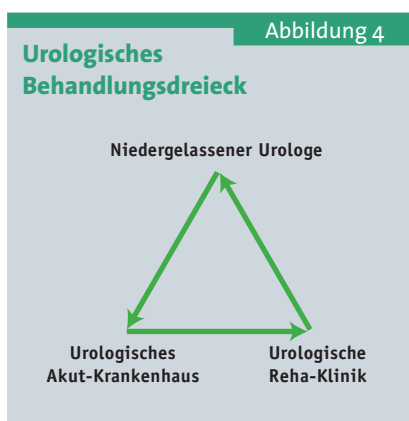 Abbildung 4
Urologisches
Behandlungsdreieck
Niedergelassener Urologe
Urologisches
Akut-Krankenhaus
Urologische
Reha-Klinik